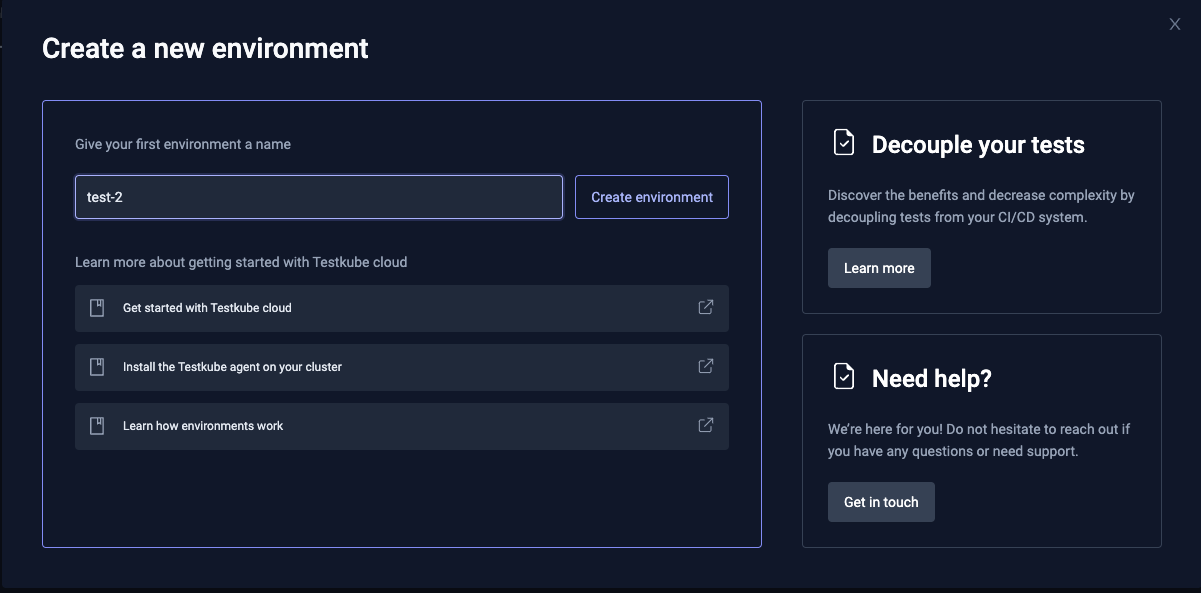 Create a new environment
Give your first environment a name
test-2
Create environment
Learn more about getting started with Testkube cloud
Get started with Testkube cloud
Install the Testkube agent on your cluster
Learn how environments work
Decouple your tests
Discover the benefits and decrease complexity by
decoupling tests from your CI/CD system.
Learn more
Need help?
We’re here for you! Do not hesitate to reach out if
you have any questions or need support.
Get in touch